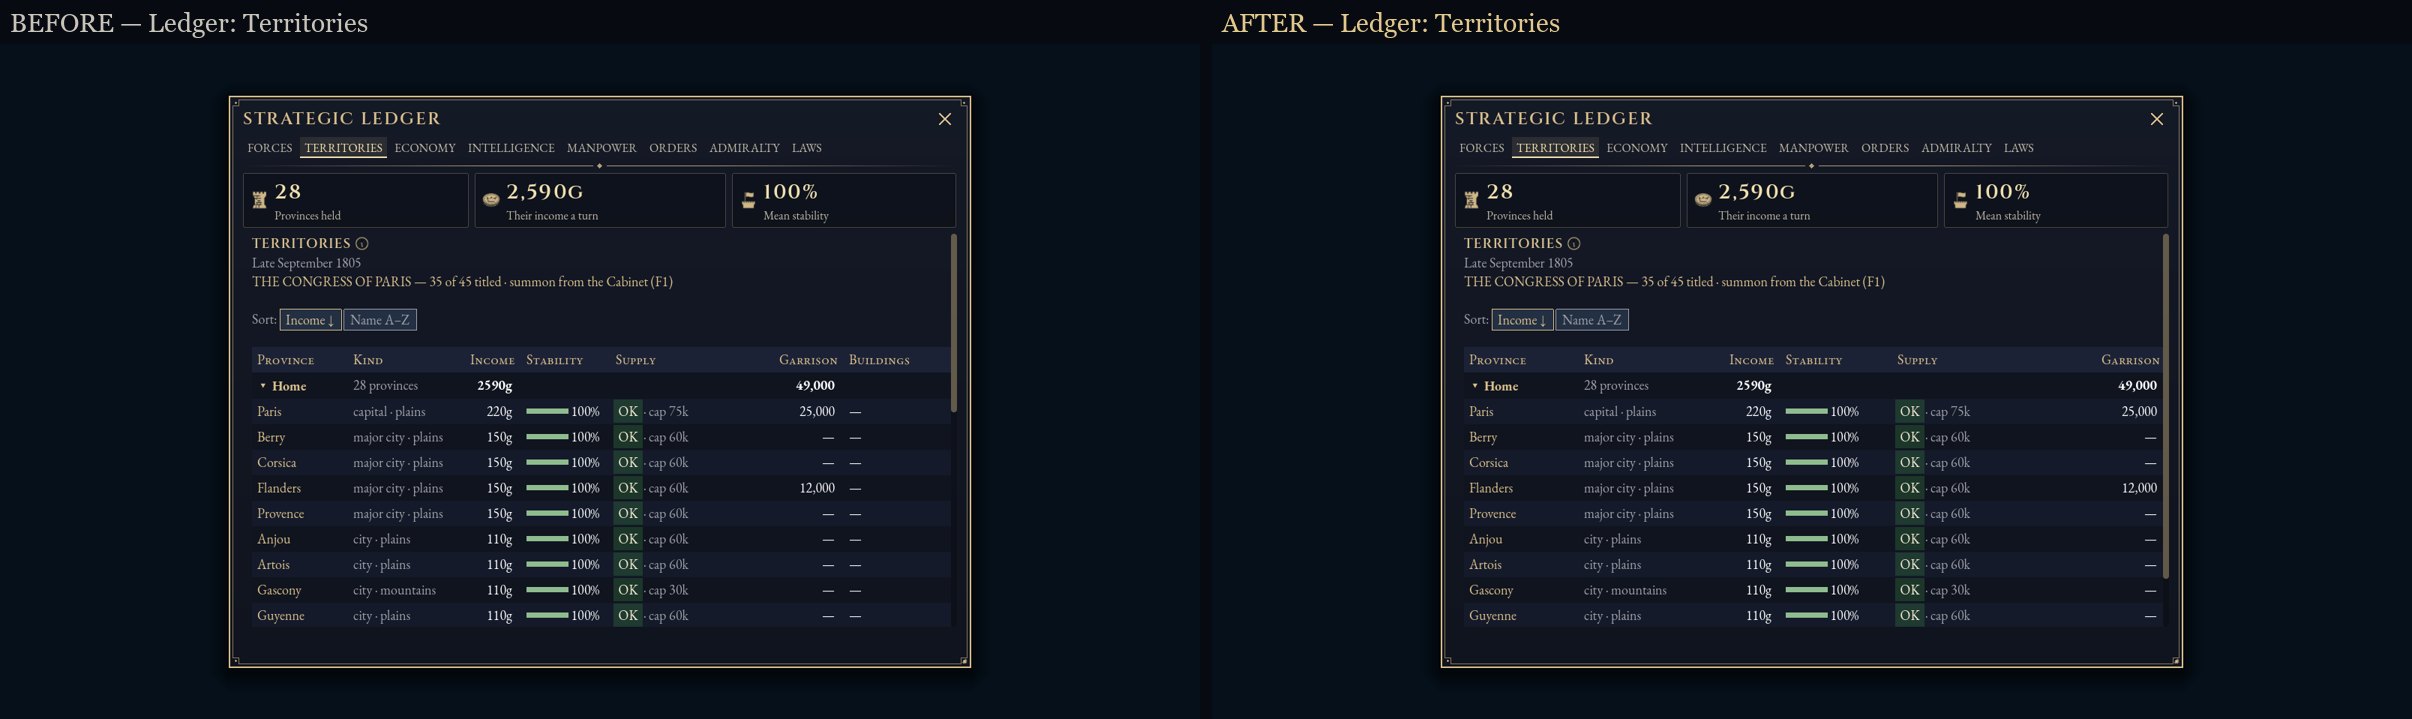 BEFORE — Ledger: Territories
STRATEGIC LEDGER
FORCES TERRITORIES ECONOMY INTELLIGENCE MANPOWER ORDERS ADMIRALTY LAWS
28 2,590G 100%
Provinces held Their income a turn Mean stability
TERRITORIES
Late September 1805
THE CONGRESS OF PARIS — 35 of 45 titled · summon from the Cabinet (F1)
Sort: Income ↓ Name A–Z
PROVINCE KIND INCOME STABILITY SUPPLY GARRISON BUILDINGS
▾ Home 28 provinces 2590g 49,000
Paris capital · plains 220g 100% OK · cap 75k 25,000 —
Berry major city · plains 150g 100% OK · cap 60k — —
Corsica major city · plains 150g 100% OK · cap 60k — —
Flanders major city · plains 150g 100% OK · cap 60k 12,000 —
Provence major city · plains 150g 100% OK · cap 60k — —
Anjou city · plains 110g 100% OK · cap 60k — —
Artois city · plains 110g 100% OK · cap 60k — —
Gascony city · mountains 110g 100% OK · cap 30k — —
Guyenne city · plains 110g 100% OK · cap 60k — —
AFTER — Ledger: Territories
STRATEGIC LEDGER
FORCES TERRITORIES ECONOMY INTELLIGENCE MANPOWER ORDERS ADMIRALTY LAWS
28 2,590G 100%
Provinces held Their income a turn Mean stability
TERRITORIES
Late September 1805
THE CONGRESS OF PARIS — 35 of 45 titled · summon from the Cabinet (F1)
Sort: Income ↓ Name A–Z
PROVINCE KIND INCOME STABILITY SUPPLY GARRISON
▾ Home 28 provinces 2590g 49,000
Paris capital · plains 220g 100% OK · cap 75k 25,000
Berry major city · plains 150g 100% OK · cap 60k —
Corsica major city · plains 150g 100% OK · cap 60k —
Flanders major city · plains 150g 100% OK · cap 60k 12,000
Provence major city · plains 150g 100% OK · cap 60k —
Anjou city · plains 110g 100% OK · cap 60k —
Artois city · plains 110g 100% OK · cap 60k —
Gascony city · mountains 110g 100% OK · cap 30k —
Guyenne city · plains 110g 100% OK · cap 60k —